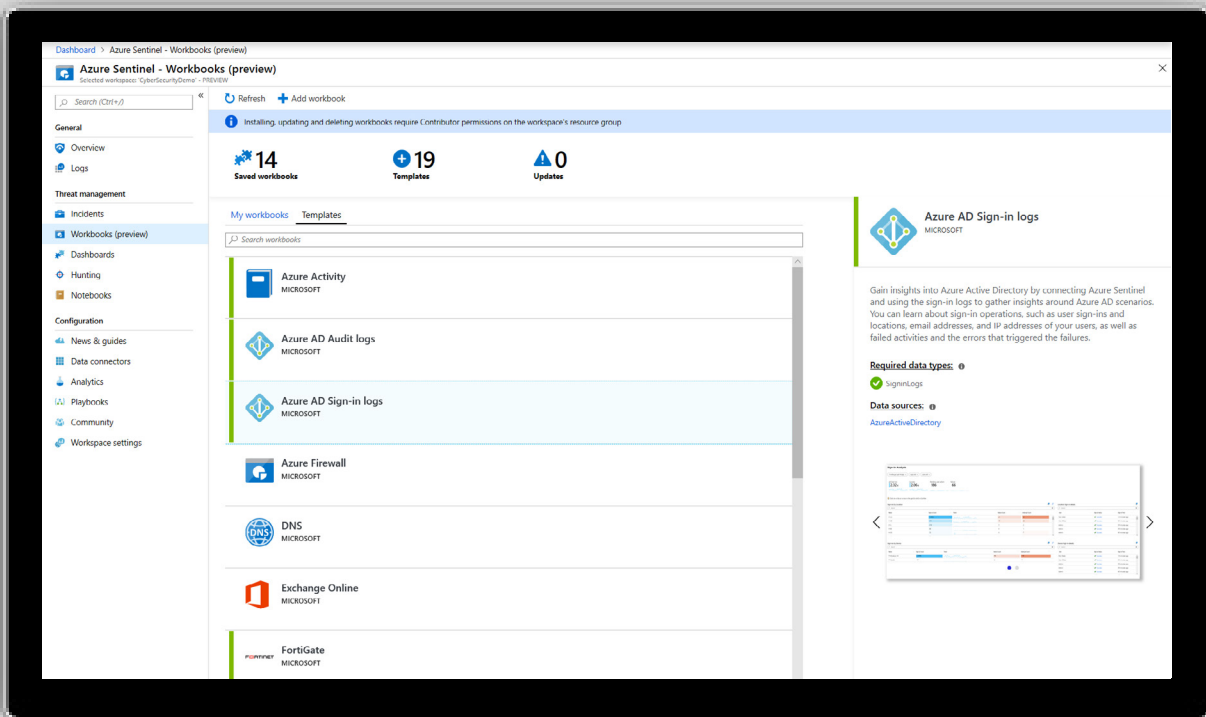 Dashboard > Azure Sentinel - Workbooks (preview)
Azure Sentinel - Workbooks (preview)
Selected workspace: 'CyberSecurityDemo' - PREVIEW
Search (Ctrl+/)
«
General
Overview
Logs
Threat management
Incidents
Workbooks (preview)
Dashboards
Hunting
Notebooks
Configuration
News & guides
Data connectors
Analytics
Playbooks
Community
Workspace settings
Refresh Add workbook
Installing, updating and deleting workbooks require Contributor permissions on the workspace's resource group
14
Saved workbooks
19
Templates
0
Updates
My workbooks Templates
Search workbooks
Azure Activity
MICROSOFT
Azure AD Audit logs
MICROSOFT
Azure AD Sign-in logs
MICROSOFT
Azure Firewall
MICROSOFT
DNS
DNS
MICROSOFT
Exchange Online
MICROSOFT
FORTINET
FortiGate
MICROSOFT
Azure AD Sign-in logs
MICROSOFT
Gain insights into Azure Active Directory by connecting Azure Sentinel
and using the sign-in logs to gather insights around Azure AD scenarios.
You can learn about sign-in operations, such as user sign-ins and
locations, email addresses, and IP addresses of your users, as well as
failed activities and the errors that triggered the failures.
Required data types:
SigninLogs
Data sources:
AzureActiveDirectory